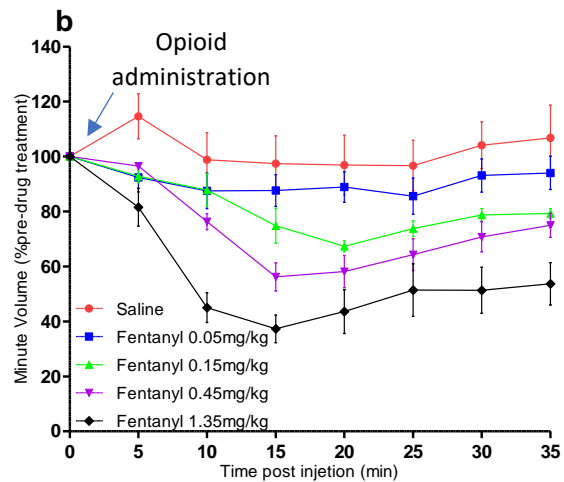 b
Opioid
administration
Minute Volume (%pre-drug treatment)
140
120
100
80
60
40
20
0
Saline
Fentanyl 0.05mg/kg
Fentanyl 0.15mg/kg
Fentanyl 0.45mg/kg
Fentanyl 1.35mg/kg
0 5 10 15 20 25 30 35
Time post injetion (min)